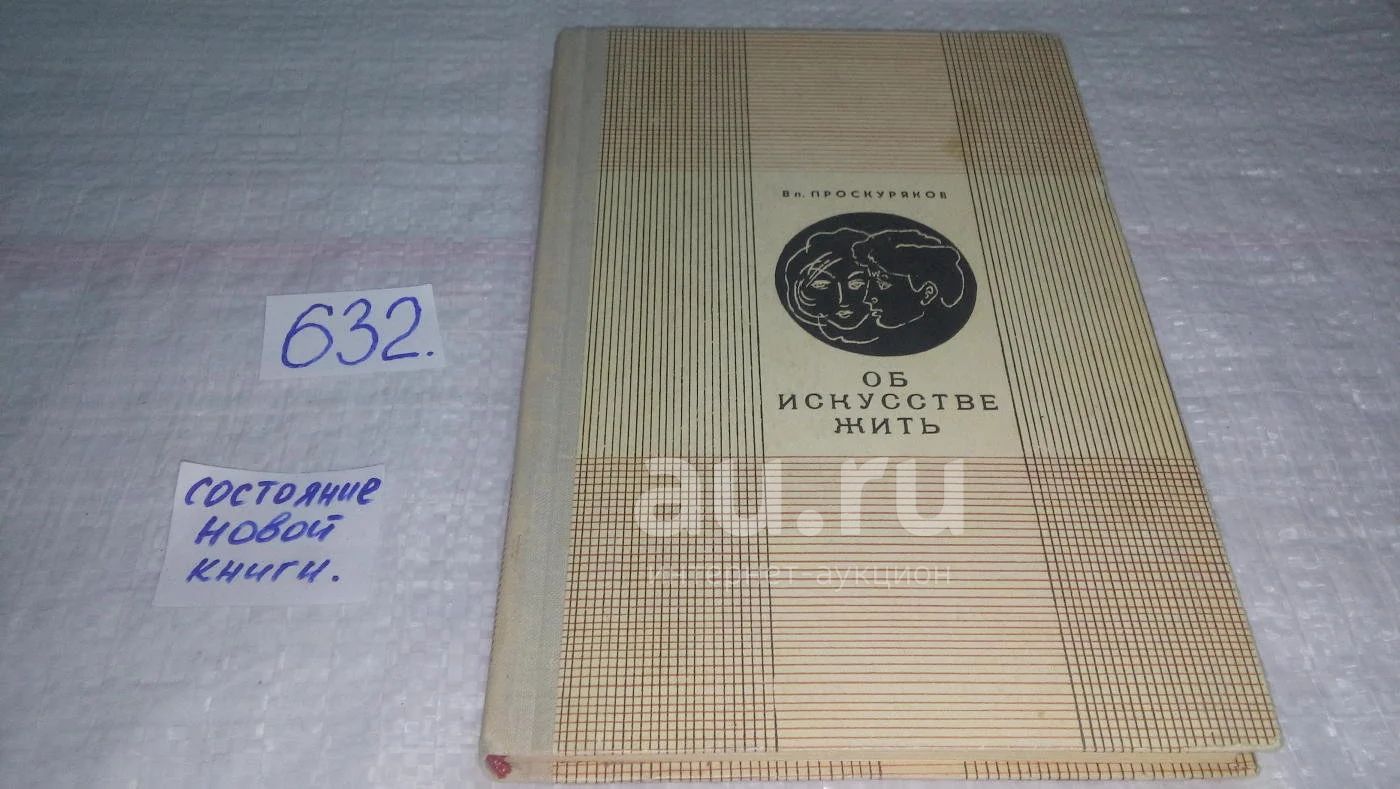 Вл. ПРОСКУРЯКОВ
ОБ
ИСКУССТВЕ
ЖИТЬ
632.
состояние
новой
книги.
au.ru
интернет-аукцион